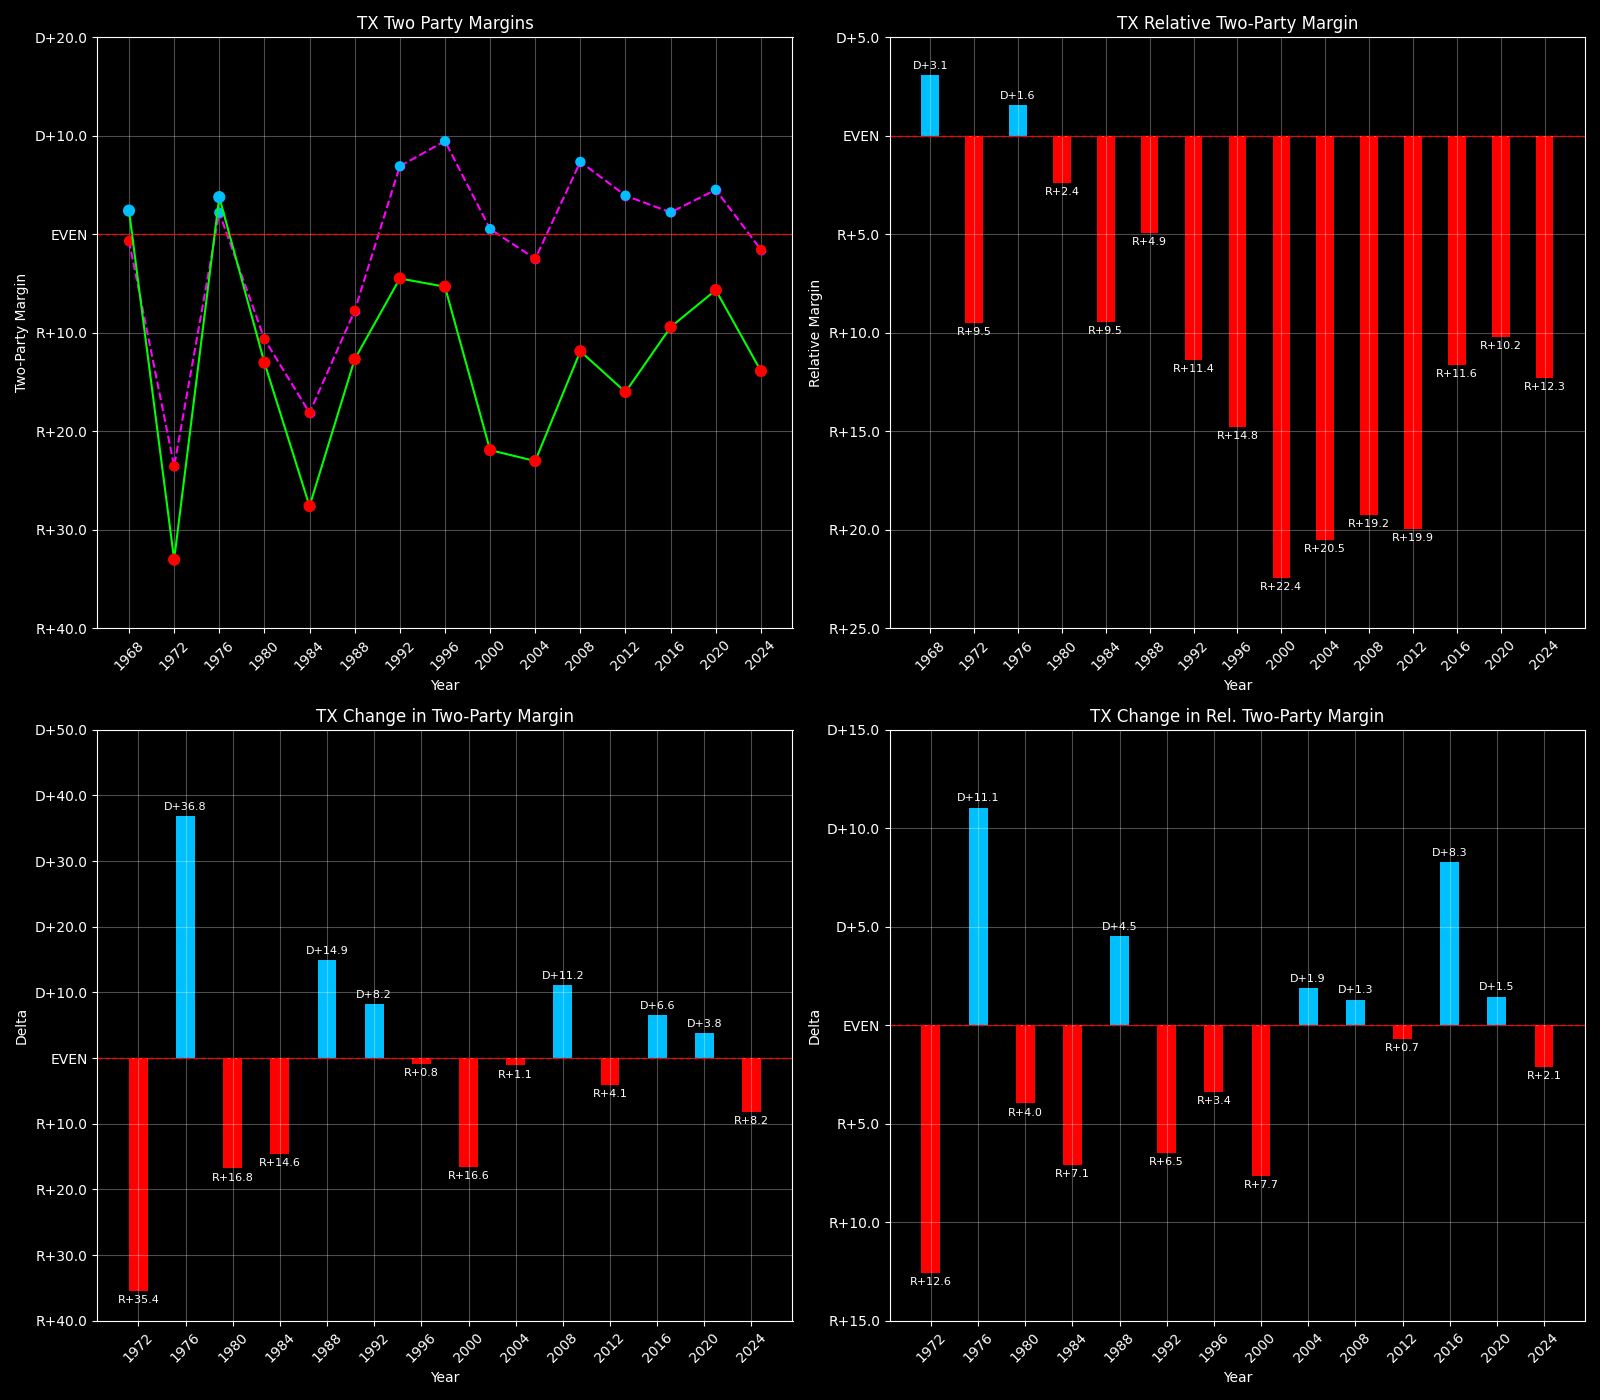 TX Two Party Margins
D+20.0
D+10.0
EVEN
R+10.0
R+20.0
R+30.0
R+40.0
Two-Party Margin
1968
1972
1976
1980
1984
1988
1992
1996
2000
2004
2008
2012
2016
2020
2024
Year
TX Relative Two-Party Margin
D+5.0
EVEN
R+5.0
R+10.0
R+15.0
R+20.0
R+25.0
Relative Margin
D+3.1
R+9.5
D+1.6
R+2.4
R+9.5
R+4.9
R+11.4
R+14.8
R+22.4
R+20.5
R+19.2
R+19.9
R+11.6
R+10.2
R+12.3
1968
1972
1976
1980
1984
1988
1992
1996
2000
2004
2008
2012
2016
2020
2024
Year
TX Change in Two-Party Margin
D+50.0
D+40.0
D+30.0
D+20.0
D+10.0
EVEN
R+10.0
R+20.0
R+30.0
R+40.0
Delta
R+35.4
D+36.8
R+16.8
R+14.6
D+14.9
D+8.2
R+0.8
R+16.6
R+1.1
D+11.2
R+4.1
D+6.6
D+3.8
R+8.2
1972
1976
1980
1984
1988
1992
1996
2000
2004
2008
2012
2016
2020
2024
Year
TX Change in Rel. Two-Party Margin
D+15.0
D+10.0
D+5.0
EVEN
R+5.0
R+10.0
R+15.0
Delta
R+12.6
D+11.1
R+4.0
R+7.1
D+4.5
R+6.5
R+3.4
R+7.7
D+1.9
D+1.3
R+0.7
D+8.3
D+1.5
R+2.1
1972
1976
1980
1984
1988
1992
1996
2000
2004
2008
2012
2016
2020
2024
Year